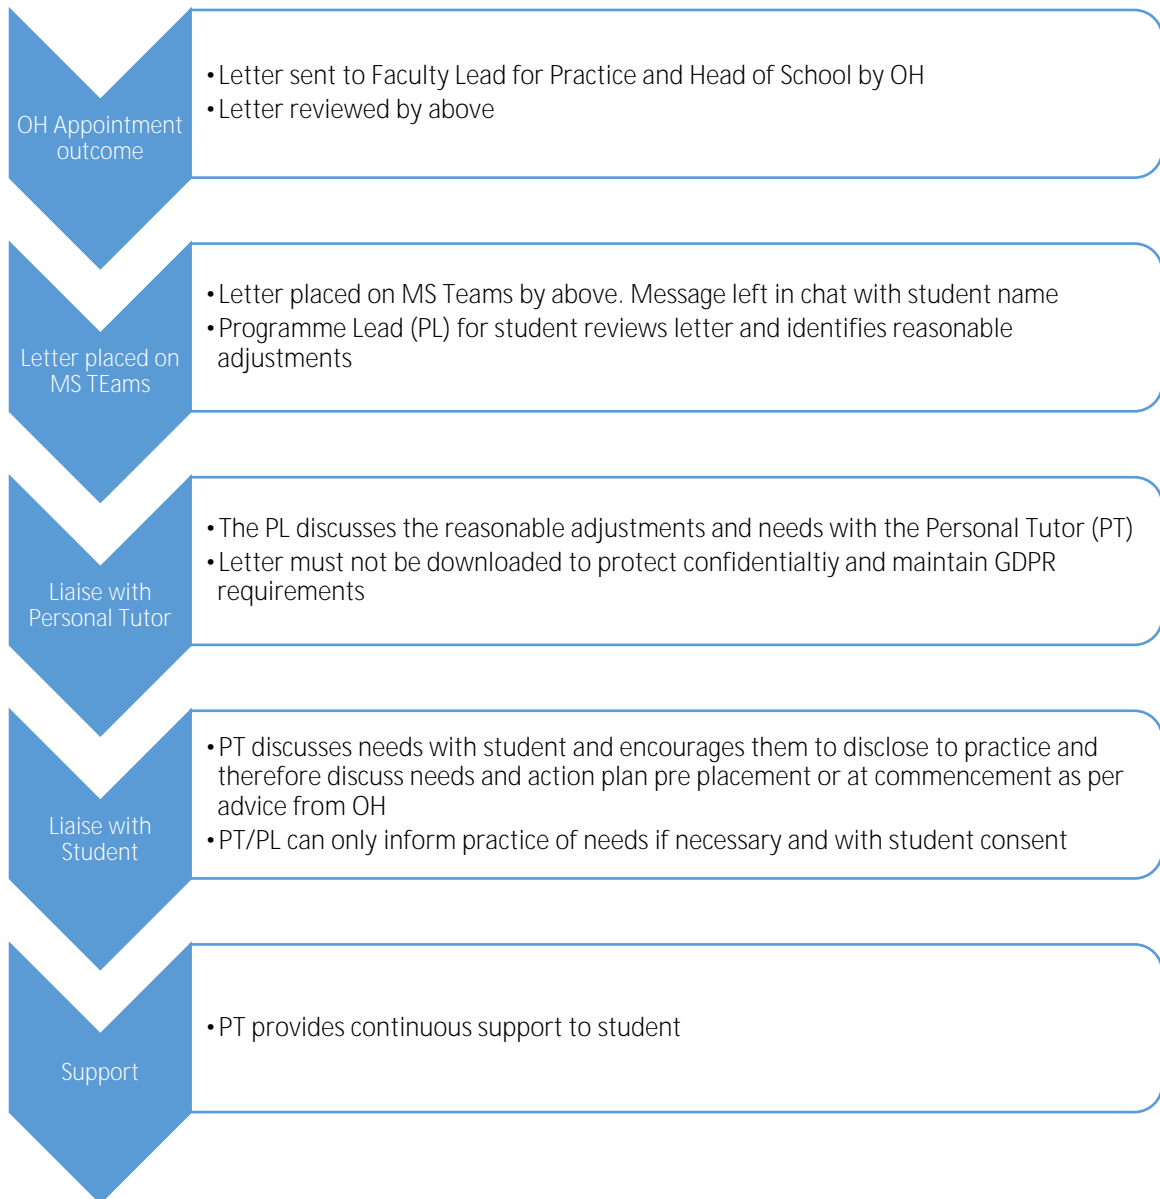 OH Appointment
outcome
•Letter sent to Faculty Lead for Practice and Head of School by OH
•Letter reviewed by above
Letter placed on
MS TEams
•Letter placed on MS Teams by above. Message left in chat with student name
•Programme Lead (PL) for student reviews letter and identifies reasonable
adjustments
Liaise with
Personal Tutor
•The PL discusses the reasonable adjustments and needs with the Personal Tutor (PT)
•Letter must not be downloaded to protect confidentialtiy and maintain GDPR
requirements
Liaise with
Student
•PT discusses needs with student and encourages them to disclose to practice and
therefore discuss needs and action plan pre placement or at commencement as per
advice from OH
•PT/PL can only inform practice of needs if necessary and with student consent
Support
•PT provides continuous support to student